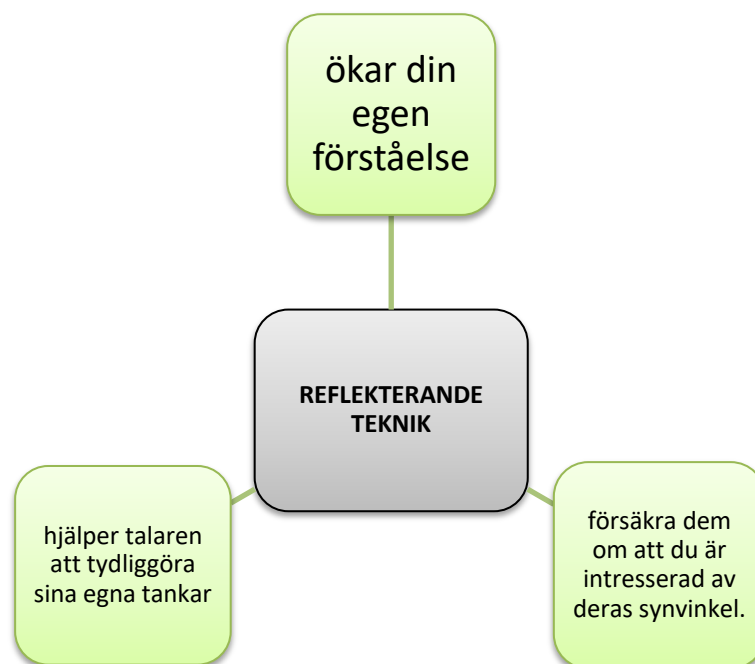 ökar din
egen
förståelse
REFLEKTERANDE
TEKNIK
hjälper talaren
att tydliggöra
sina egna tankar
försäkra dem
om att du är
intresserad av
deras synvinkel.